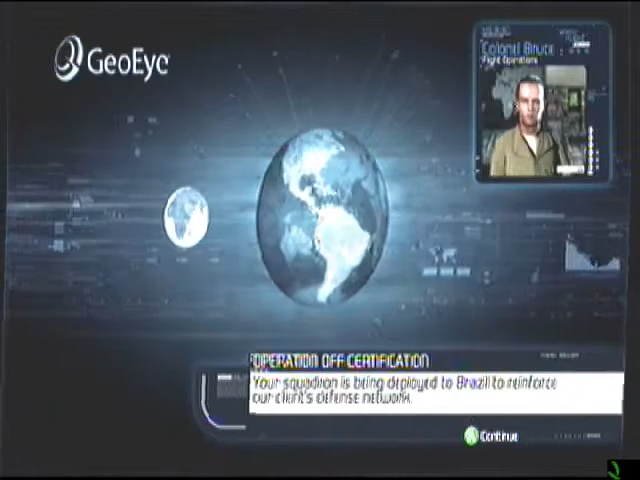 GeoEye
Colonel Bruce
Flight Operations
OPERATION OFF CERTIFICATION
Your squadron is being deployed to Brazil to reinforce
our client's defense network.
Continue